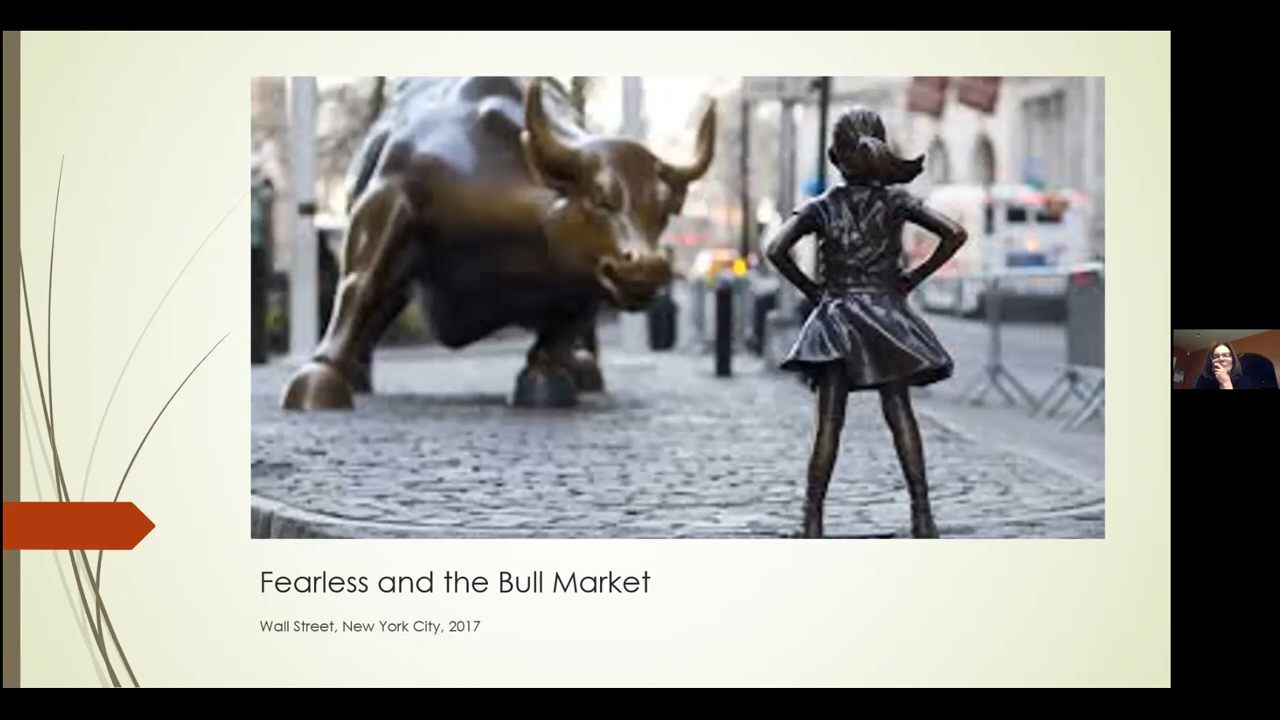 Fearless and the Bull Market
Wall Street, New York City, 2017